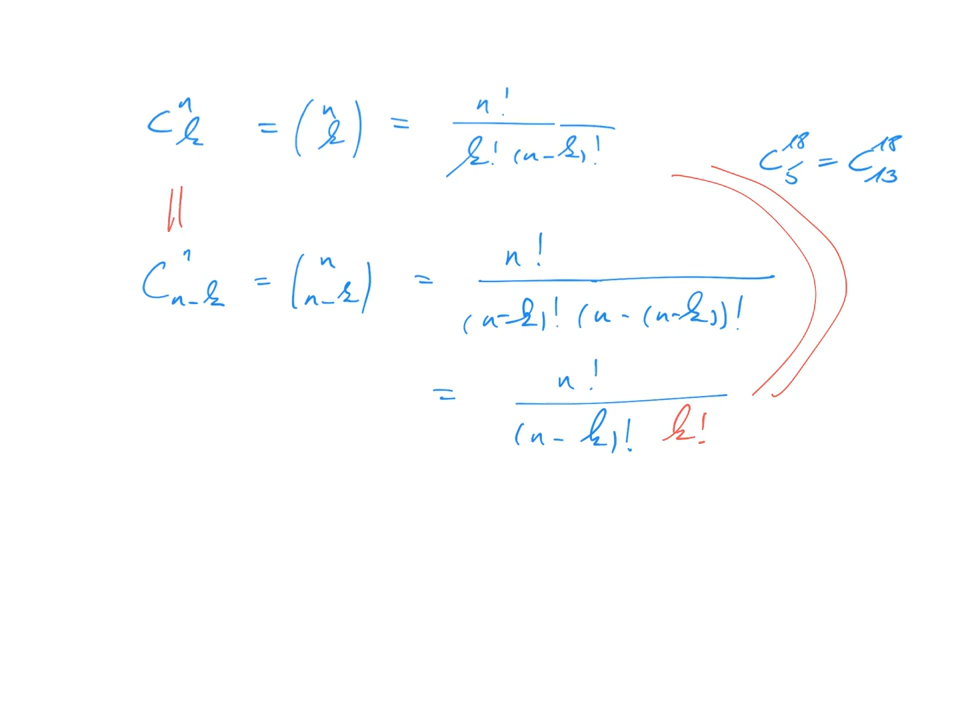 C^n_k = (n k) = n! / k! (n-k)!
C^18_5 = C^18_13
||
C^n_{n-k} = (n n-k) = n! / (n-k)! (n-(n-k))!
= n! / (n-k)! k!